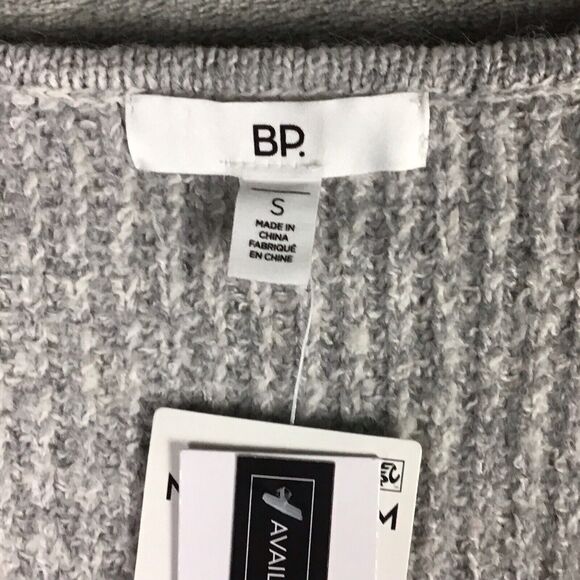 BP.
S
MADE IN
CHINA
FABRIQUÉ
EN CHINE
M
AVAIL